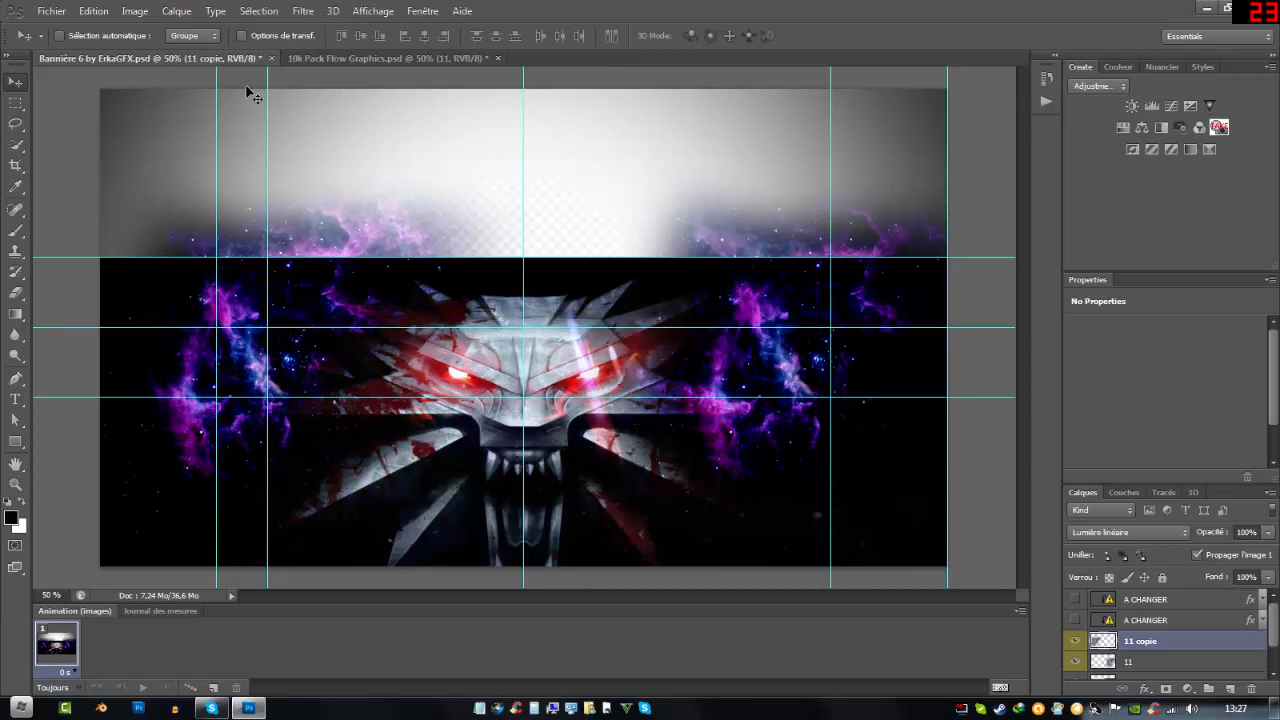 Ps Fichier Edition Image Calque Type Sélection Filtre 3D Affichage Fenêtre Aide
23
Sélection automatique : Groupe Options de transf. 3D Mode: Essentials
Bannière 6 by ErkaGFX.psd @ 50% (11 copie, RVB/8) * × 10k Pack Flow Graphics.psd @ 50% (11, RVB/8) * ×
Create Couleur Nuancier Styles
Adjustme...
Properties
No Properties
Calques Couches Tracés 3D
Kind
Lumière linéaire Opacité : 100%
Unifier: Propager l'image 1
Verrou : Fond : 100%
A CHANGER fx
A CHANGER fx
11 copie
11
50 % Doc : 7,24 Mo/36,6 Mo
Animation (images) Journal des mesures
1
0 s
Toujours
13:27